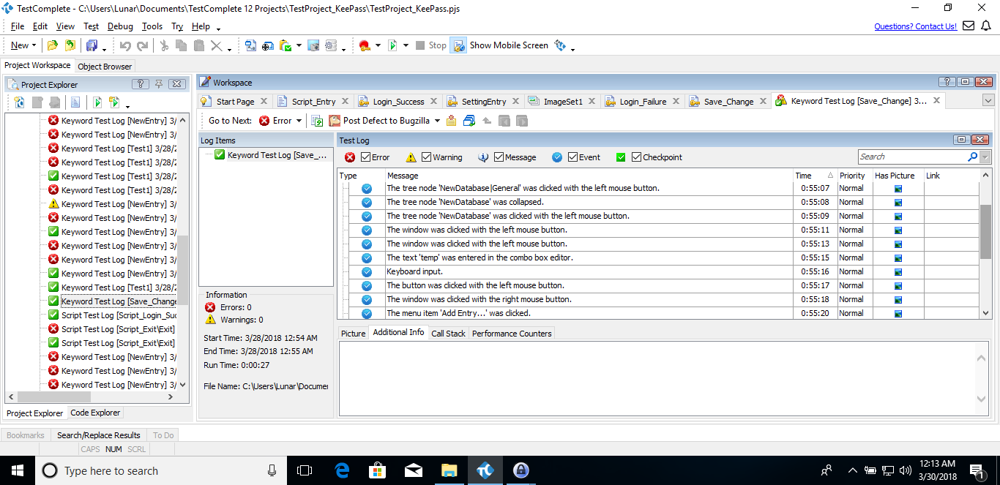 TestComplete - C:\Users\Lunar\Documents\TestComplete 12 Projects\TestProject_KeePass\TestProject_KeePass.pjs
File Edit View Test Debug Tools Try Help
Questions? Contact Us!
New
Stop
Show Mobile Screen
Project Workspace Object Browser
Project Explorer
Workspace
Start Page Script_Entry Login_Success SettingEntry ImageSet1 Login_Failure Save_Change Keyword Test Log [Save_Change] 3...
Go to Next: Error Post Defect to Bugzilla
Keyword Test Log [NewEntry] 3/
Keyword Test Log [NewEntry] 3/
Keyword Test Log [Test1] 3/28/2
Keyword Test Log [Test1] 3/28/2
Keyword Test Log [Test1] 3/28/2
Keyword Test Log [Test1] 3/28/2
Keyword Test Log [NewEntry] 3/
Keyword Test Log [NewEntry] 3/
Keyword Test Log [NewEntry] 3/
Keyword Test Log [NewEntry] 3/
Keyword Test Log [NewEntry] 3/
Keyword Test Log [NewEntry] 3/
Keyword Test Log [Test1] 3/28/2
Keyword Test Log [Save_Change
Script Test Log [Script_Login_Suc
Script Test Log [Script_Exit\Exit]
Script Test Log [Script_Exit\Exit]
Keyword Test Log [NewEntry] 3/
Keyword Test Log [NewEntry] 3/
Keyword Test Log [NewEntry] 3/
Project Explorer Code Explorer
Log Items
Keyword Test Log [Save_...
Information
Errors: 0
Warnings: 0
Start Time: 3/28/2018 12:54 AM
End Time: 3/28/2018 12:55 AM
Run Time: 0:00:27
File Name: C:\Users\Lunar\Documer
Test Log
Error Warning Message Event Checkpoint
Search
Type Message Time Priority Has Picture Link
The tree node 'NewDatabase|General' was clicked with the left mouse button. 0:55:07 Normal
The tree node 'NewDatabase' was collapsed. 0:55:08 Normal
The tree node 'NewDatabase' was clicked with the left mouse button. 0:55:09 Normal
The window was clicked with the left mouse button. 0:55:11 Normal
The window was clicked with the left mouse button. 0:55:13 Normal
The text 'temp' was entered in the combo box editor. 0:55:15 Normal
Keyboard input. 0:55:16 Normal
The button was clicked with the left mouse button. 0:55:17 Normal
The window was clicked with the right mouse button. 0:55:18 Normal
The menu item 'Add Entry...' was clicked. 0:55:20 Normal
Picture Additional Info Call Stack Performance Counters
Bookmarks Search/Replace Results To Do
CAPS NUM SCRL
Type here to search
12:13 AM
3/30/2018
1